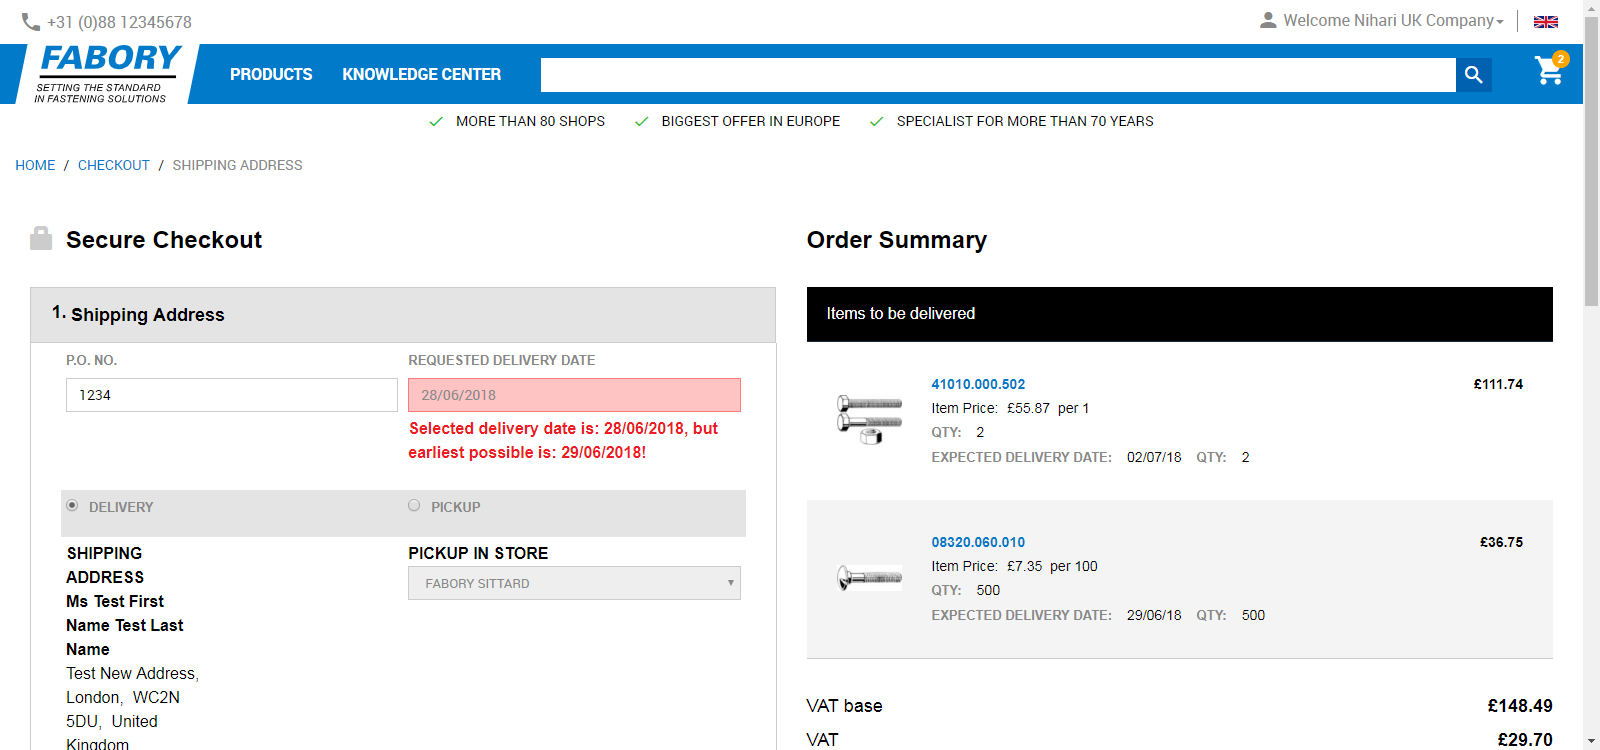 +31 (0)88 12345678
Welcome Nihari UK Company
FABORY
SETTING THE STANDARD
IN FASTENING SOLUTIONS
PRODUCTS
KNOWLEDGE CENTER
2
MORE THAN 80 SHOPS
BIGGEST OFFER IN EUROPE
SPECIALIST FOR MORE THAN 70 YEARS
HOME / CHECKOUT / SHIPPING ADDRESS
Secure Checkout
1. Shipping Address
P.O. NO.
1234
REQUESTED DELIVERY DATE
28/06/2018
Selected delivery date is: 28/06/2018, but
earliest possible is: 29/06/2018!
DELIVERY
PICKUP
SHIPPING
ADDRESS
Ms Test First
Name Test Last
Name
Test New Address,
London, WC2N
5DU, United
Kingdom
PICKUP IN STORE
FABORY SITTARD
Order Summary
Items to be delivered
41010.000.502 £111.74
Item Price: £55.87 per 1
QTY: 2
EXPECTED DELIVERY DATE: 02/07/18 QTY: 2
08320.060.010 £36.75
Item Price: £7.35 per 100
QTY: 500
EXPECTED DELIVERY DATE: 29/06/18 QTY: 500
VAT base £148.49
VAT £29.70